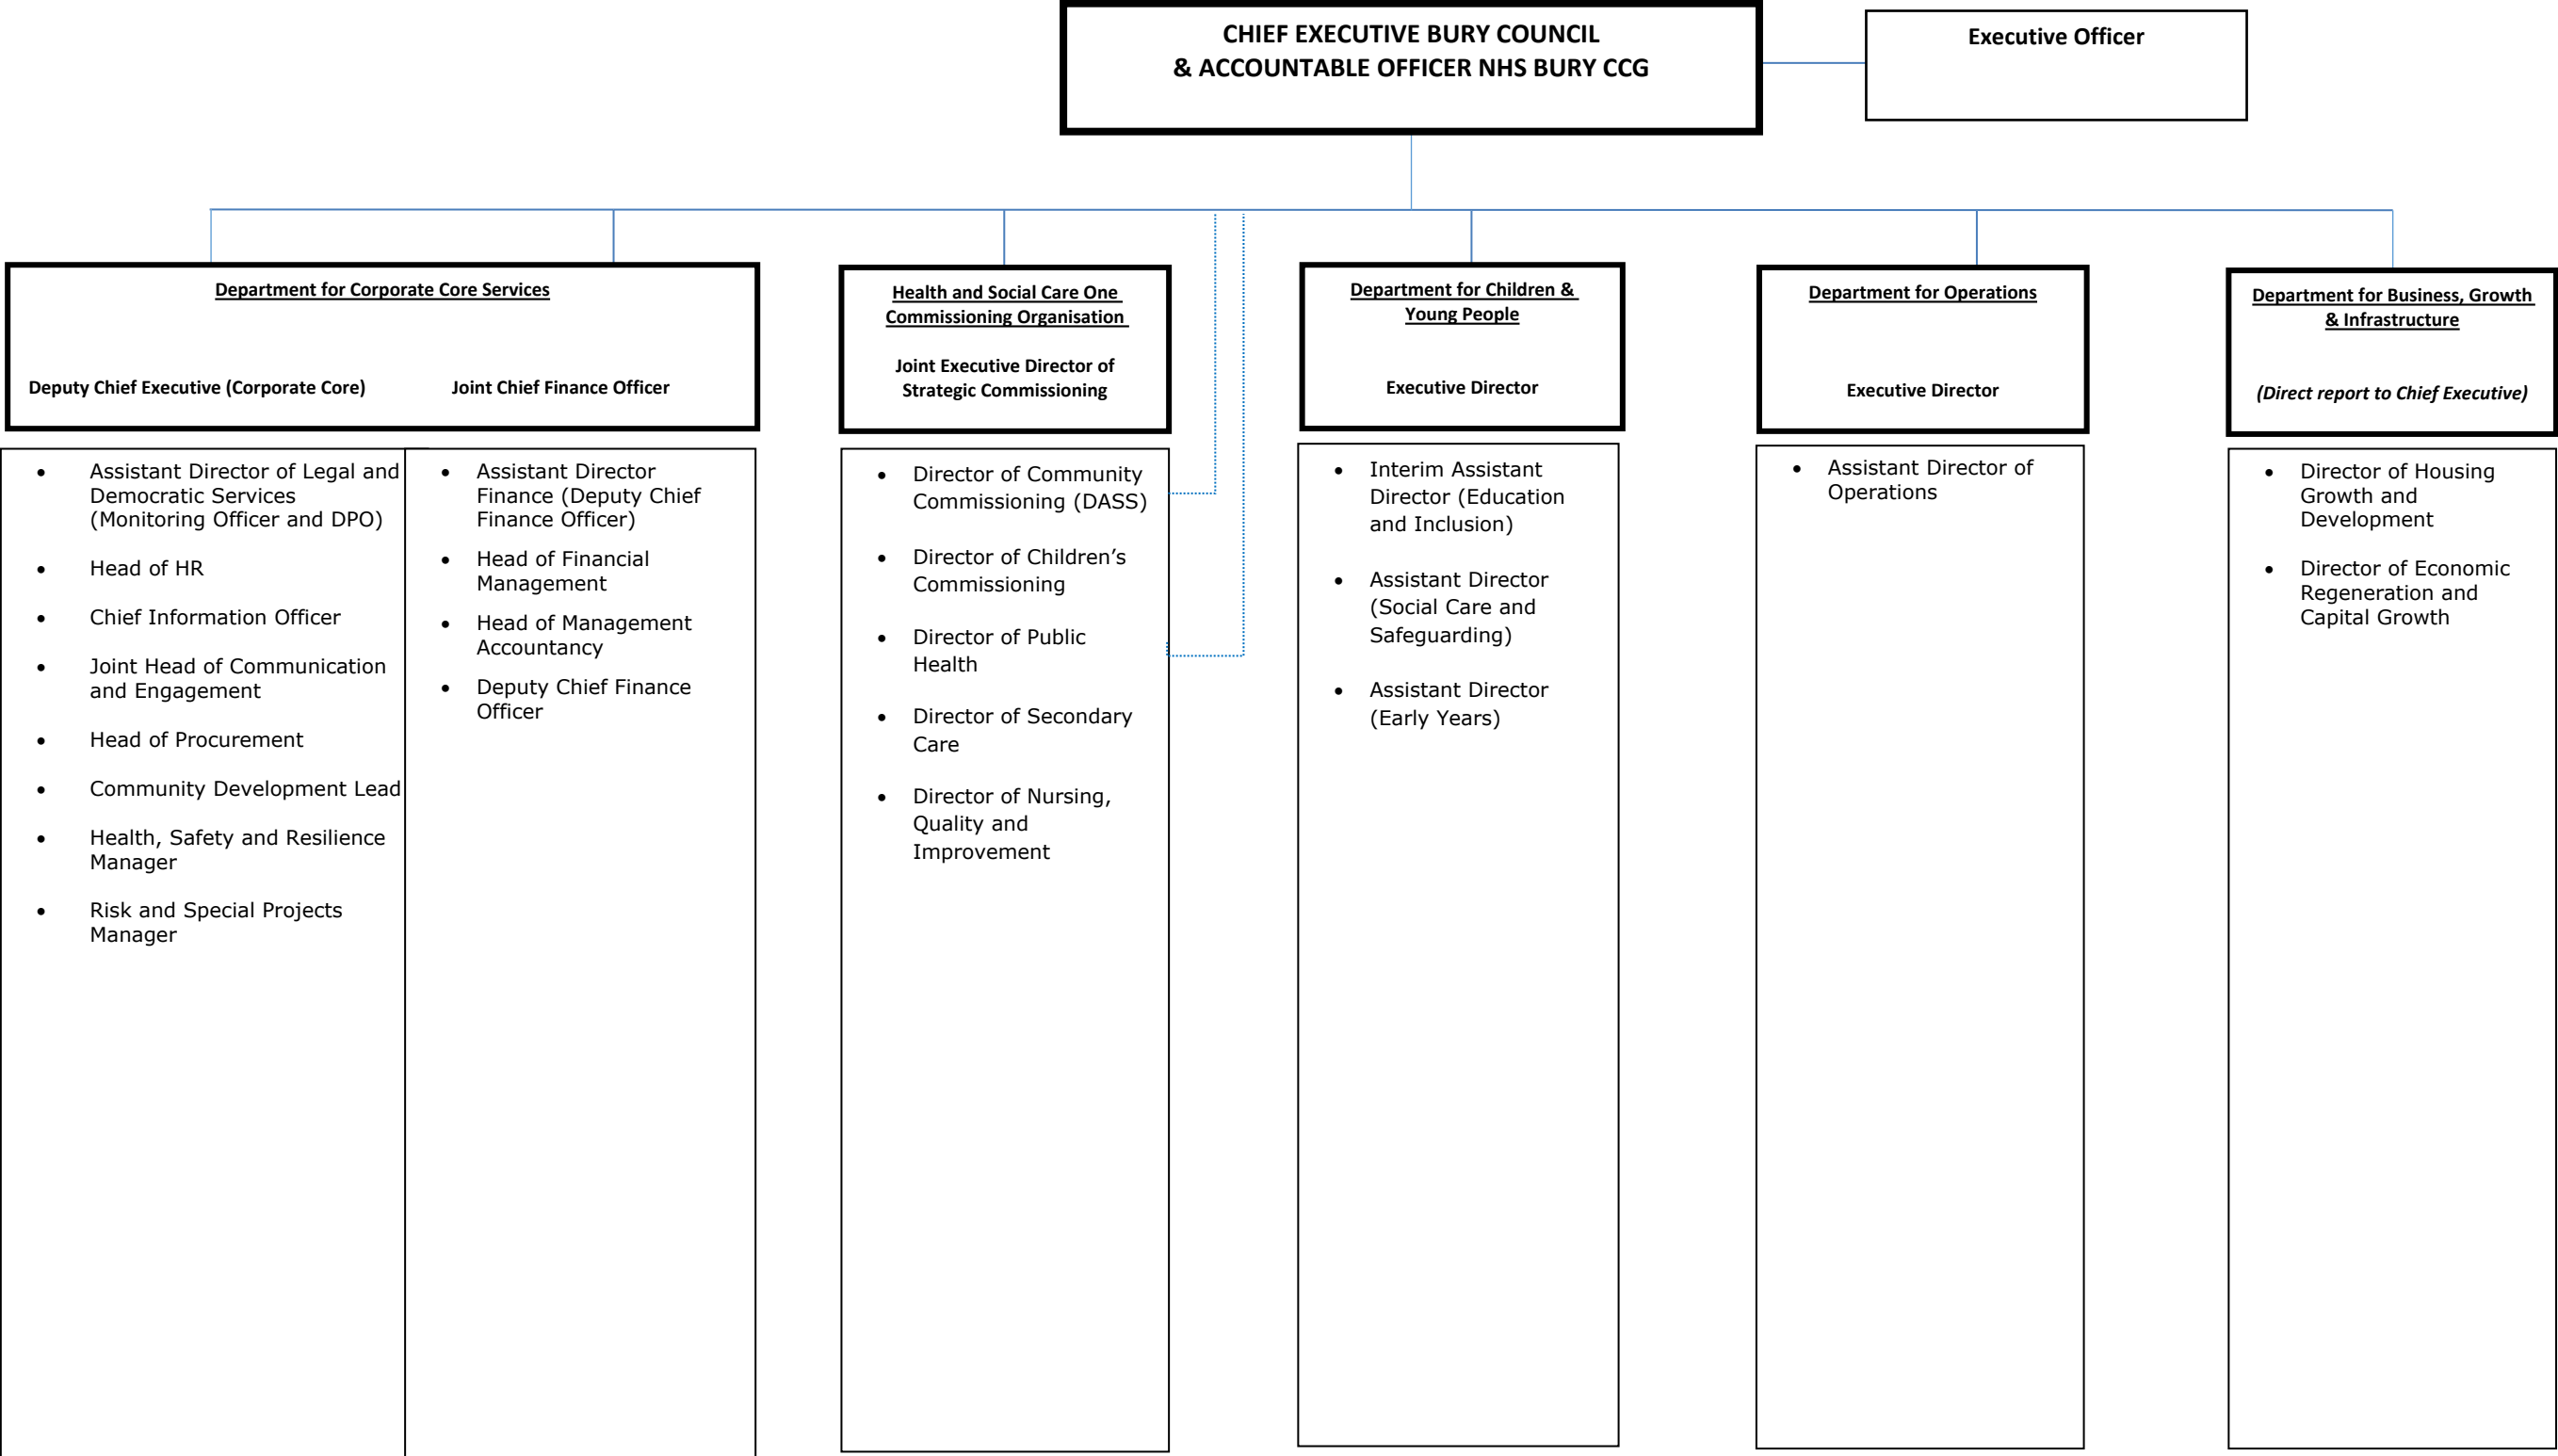 CHIEF EXECUTIVE BURY COUNCIL
& ACCOUNTABLE OFFICER NHS BURY CCG
Executive Officer
Department for Corporate Core Services
Deputy Chief Executive (Corporate Core)
Joint Chief Finance Officer
Health and Social Care One
Commissioning Organisation
Joint Executive Director of
Strategic Commissioning
Department for Children &
Young People
Executive Director
Department for Operations
Executive Director
Department for Business, Growth
& Infrastructure
(Direct report to Chief Executive)
• Assistant Director of Legal and
Democratic Services
(Monitoring Officer and DPO)
• Head of HR
• Chief Information Officer
• Joint Head of Communication
and Engagement
• Head of Procurement
• Community Development Lead
• Health, Safety and Resilience
Manager
• Risk and Special Projects
Manager
• Assistant Director
Finance (Deputy Chief
Finance Officer)
• Head of Financial
Management
• Head of Management
Accountancy
• Deputy Chief Finance
Officer
• Director of Community
Commissioning (DASS)
• Director of Children’s
Commissioning
• Director of Public
Health
• Director of Secondary
Care
• Director of Nursing,
Quality and
Improvement
• Interim Assistant
Director (Education
and Inclusion)
• Assistant Director
(Social Care and
Safeguarding)
• Assistant Director
(Early Years)
• Assistant Director of
Operations
• Director of Housing
Growth and
Development
• Director of Economic
Regeneration and
Capital Growth